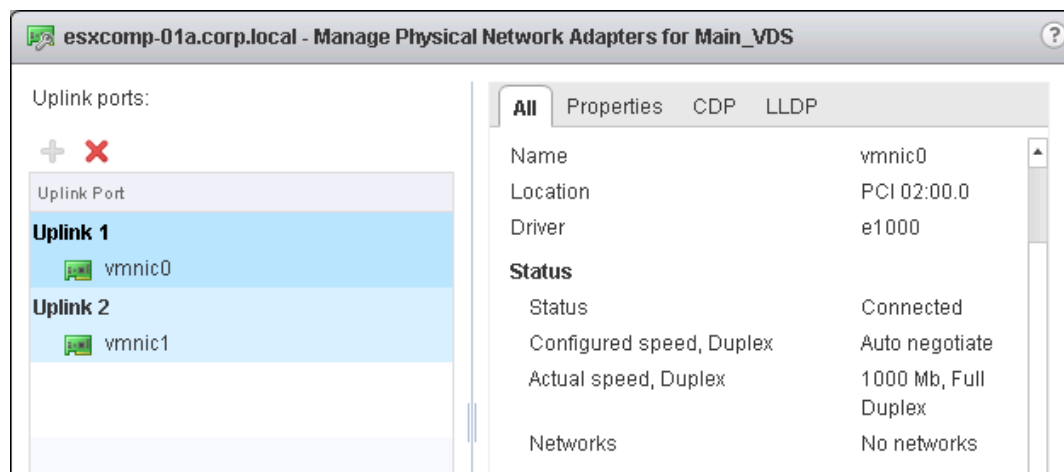 esxcomp-01a.corp.local - Manage Physical Network Adapters for Main_VDS
?
Uplink ports:
Uplink Port
Uplink 1
vmnic0
Uplink 2
vmnic1
All Properties CDP LLDP
Name vmnic0
Location PCI 02:00.0
Driver e1000
Status
Status Connected
Configured speed, Duplex Auto negotiate
Actual speed, Duplex 1000 Mb, Full
Duplex
Networks No networks